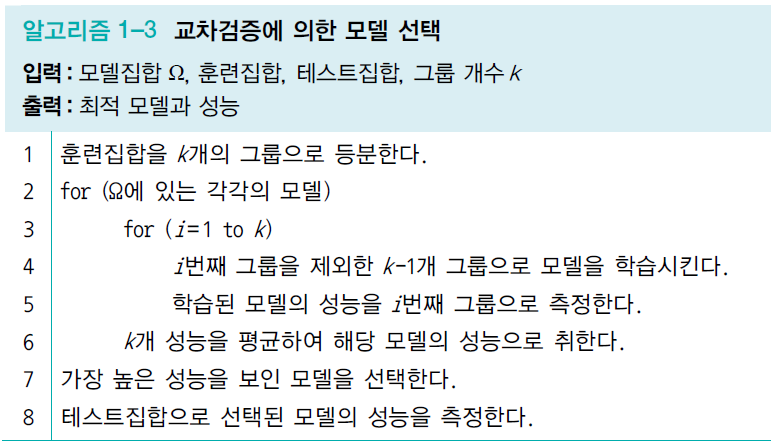 알고리즘 1-3 교차검증에 의한 모델 선택
입력: 모델집합 Ω, 훈련집합, 테스트집합, 그룹 개수 k
출력: 최적 모델과 성능
1 훈련집합을 k개의 그룹으로 등분한다.
2 for (Ω에 있는 각각의 모델)
3 for (i=1 to k)
4 i번째 그룹을 제외한 k-1개 그룹으로 모델을 학습시킨다.
5 학습된 모델의 성능을 i번째 그룹으로 측정한다.
6 k개 성능을 평균하여 해당 모델의 성능으로 취한다.
7 가장 높은 성능을 보인 모델을 선택한다.
8 테스트집합으로 선택된 모델의 성능을 측정한다.